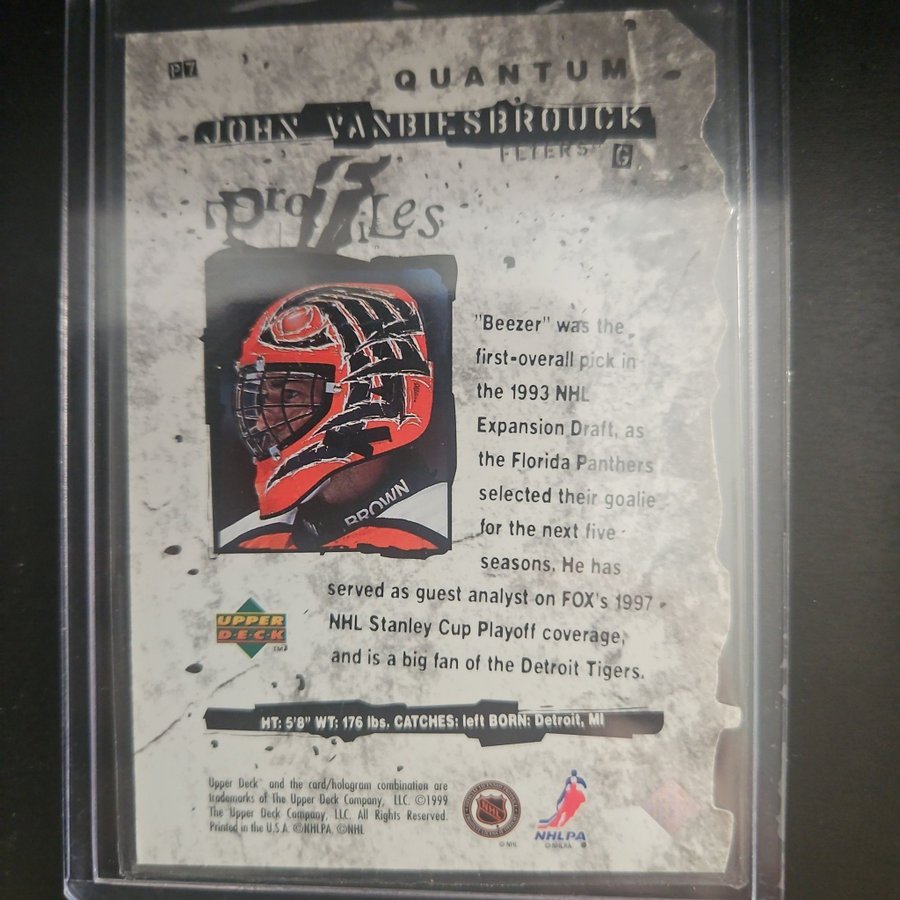 P7
QUANTUM
JOHN VANBIESBROUCK
FLYERS G
PROFILES
"Beezer" was the
first-overall pick in
the 1993 NHL
Expansion Draft, as
the Florida Panthers
selected their goalie
for the next five
seasons. He has
served as guest analyst on FOX's 1997
NHL Stanley Cup Playoff coverage,
and is a big fan of the Detroit Tigers.
BROWN
UPPER
DECK
TM
HT: 5'8" WT: 176 lbs. CATCHES: left BORN: Detroit, MI
Upper Deck™ and the card/hologram combination are
trademarks of The Upper Deck Company, LLC. ©1999
The Upper Deck Company, LLC. All Rights Reserved.
Printed in the U.S.A. ©NHLPA, ©NHL
NHL
© NHL
NHLPA
© NHLPA